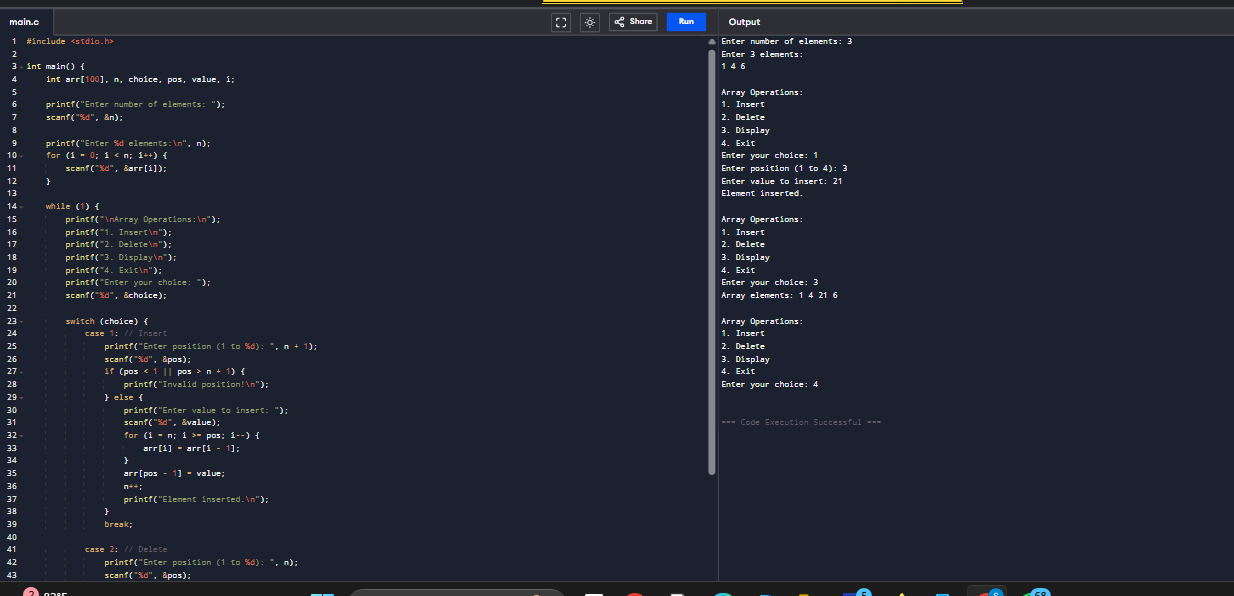 main.c
Share
Run
Output
1 #include <stdio.h>
2
3 int main() {
4 int arr[100], n, choice, pos, value, i;
5
6 printf("Enter number of elements: ");
7 scanf("%d", &n);
8
9 printf("Enter %d elements:\n", n);
10 for (i = 0; i < n; i++) {
11 scanf("%d", &arr[i]);
12 }
13
14 while (1) {
15 printf("\nArray Operations:\n");
16 printf("1. Insert\n");
17 printf("2. Delete\n");
18 printf("3. Display\n");
19 printf("4. Exit\n");
20 printf("Enter your choice: ");
21 scanf("%d", &choice);
22
23 switch (choice) {
24 case 1: // Insert
25 printf("Enter position (1 to %d): ", n + 1);
26 scanf("%d", &pos);
27 if (pos < 1 || pos > n + 1) {
28 printf("Invalid position!\n");
29 } else {
30 printf("Enter value to insert: ");
31 scanf("%d", &value);
32 for (i = n; i >= pos; i--) {
33 arr[i] = arr[i - 1];
34 }
35 arr[pos - 1] = value;
36 n++;
37 printf("Element inserted.\n");
38 }
39 break;
40
41 case 2: // Delete
42 printf("Enter position (1 to %d): ", n);
43 scanf("%d", &pos);
Enter number of elements: 3
Enter 3 elements:
1 4 6

Array Operations:
1. Insert
2. Delete
3. Display
4. Exit
Enter your choice: 1
Enter position (1 to 4): 3
Enter value to insert: 21
Element inserted.

Array Operations:
1. Insert
2. Delete
3. Display
4. Exit
Enter your choice: 3
Array elements: 1 4 21 6

Array Operations:
1. Insert
2. Delete
3. Display
4. Exit
Enter your choice: 4

=== Code Execution Successful ===